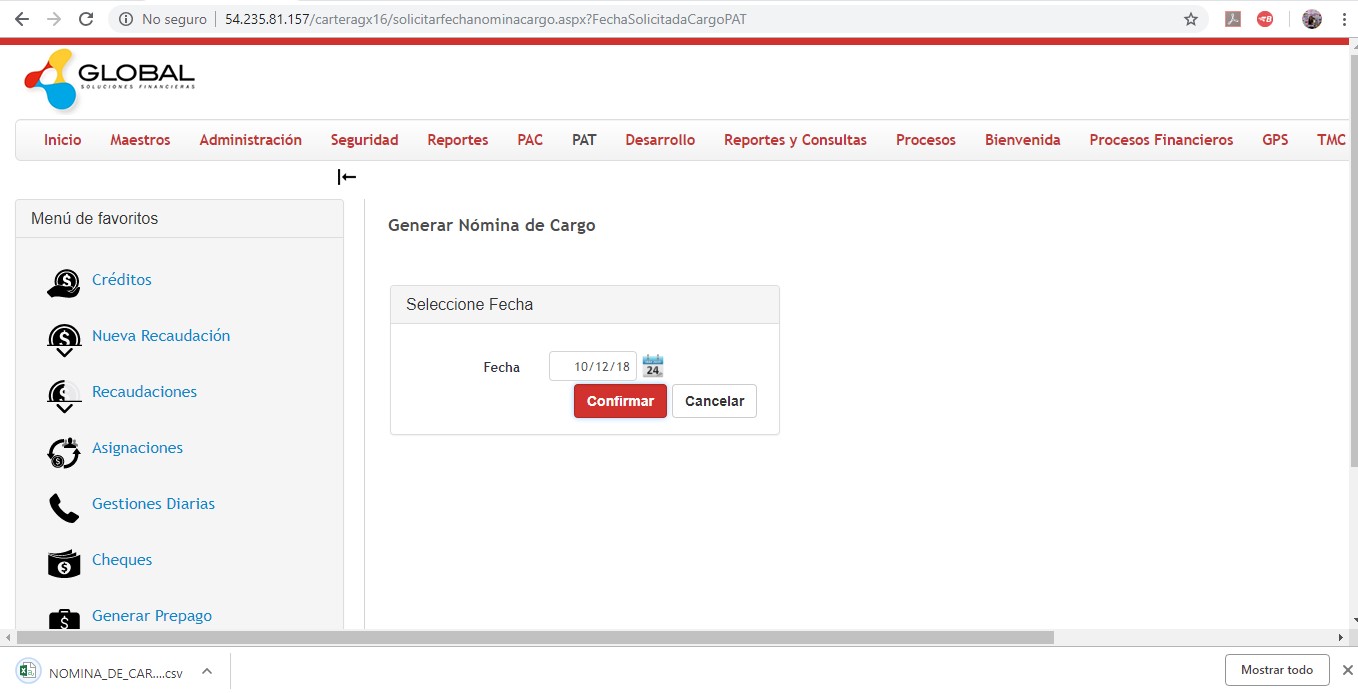 No seguro 54.235.81.157/carteragx16/solicitarfechanominacargo.aspx?FechaSolicitadaCargoPAT
GLOBAL
SOLUCIONES FINANCIERAS
Inicio Maestros Administración Seguridad Reportes PAC PAT Desarrollo Reportes y Consultas Procesos Bienvenida Procesos Financieros GPS TMC
Menú de favoritos
Créditos
Nueva Recaudación
Recaudaciones
Asignaciones
Gestiones Diarias
Cheques
Generar Prepago
Generar Nómina de Cargo
Seleccione Fecha
Fecha 10/12/18 24
Confirmar Cancelar
NOMINA_DE_CAR....csv
Mostrar todo